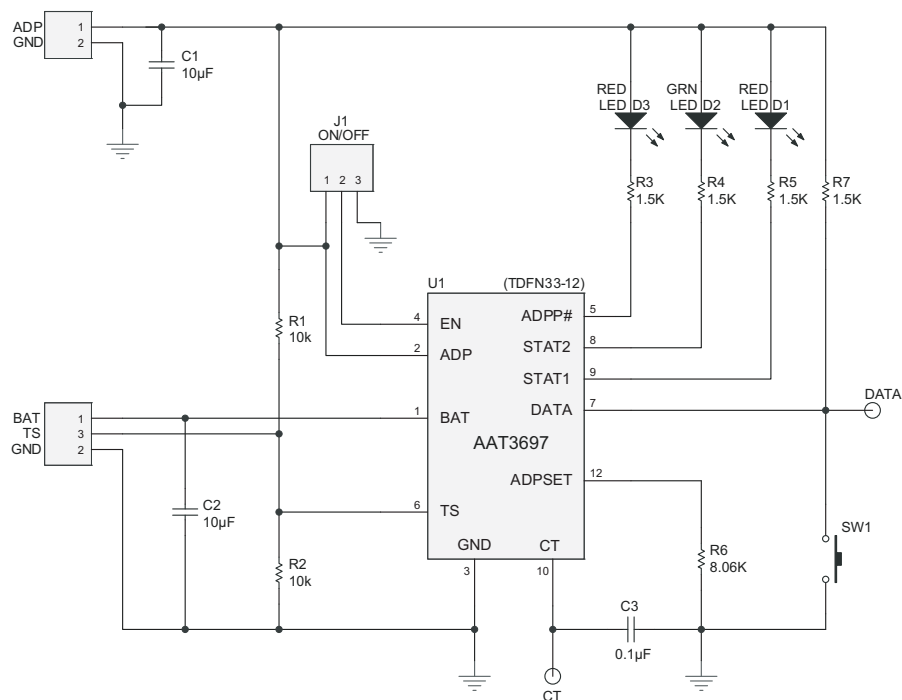 ADP 1
GND 2
C1
10µF
J1
ON/OFF
1 2 3
RED
LED D3
GRN
LED D2
RED
LED D1
R3
1.5K
R4
1.5K
R5
1.5K
R7
1.5K
U1 (TDFN33-12)
R1
10k
4 EN
2 ADP
1 BAT
6 TS
ADPP# 5
STAT2 8
STAT1 9
DATA 7
ADPSET 12
AAT3697
GND
3
CT
10
DATA
BAT 1
TS 3
GND 2
C2
10µF
R2
10k
R6
8.06K
SW1
C3
0.1µF
CT